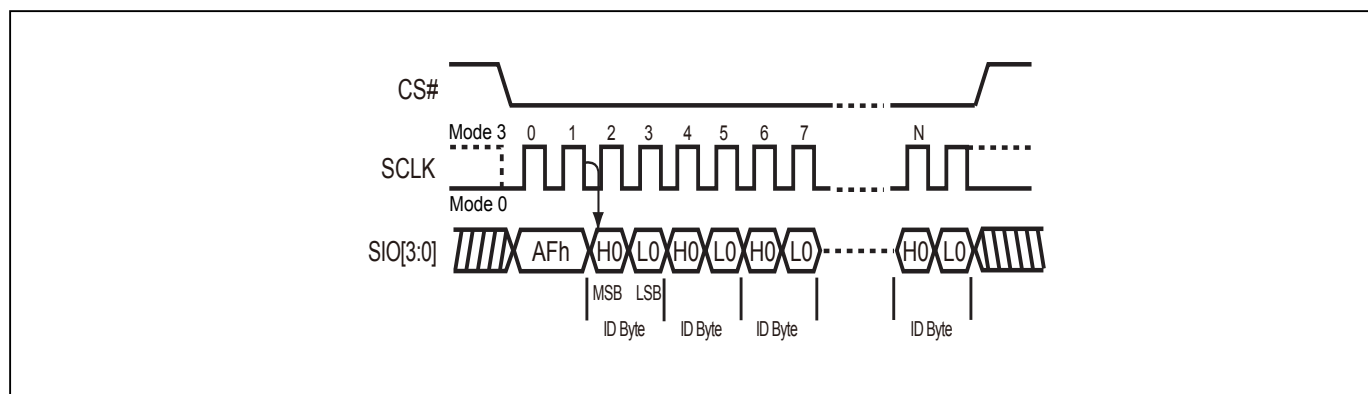 CS#
Mode 3 0 1 2 3 4 5 6 7 N
SCLK
Mode 0
SIO[3:0] AFh H0 L0 H0 L0 H0 L0 H0 L0
MSB LSB
ID Byte ID Byte ID Byte ID Byte